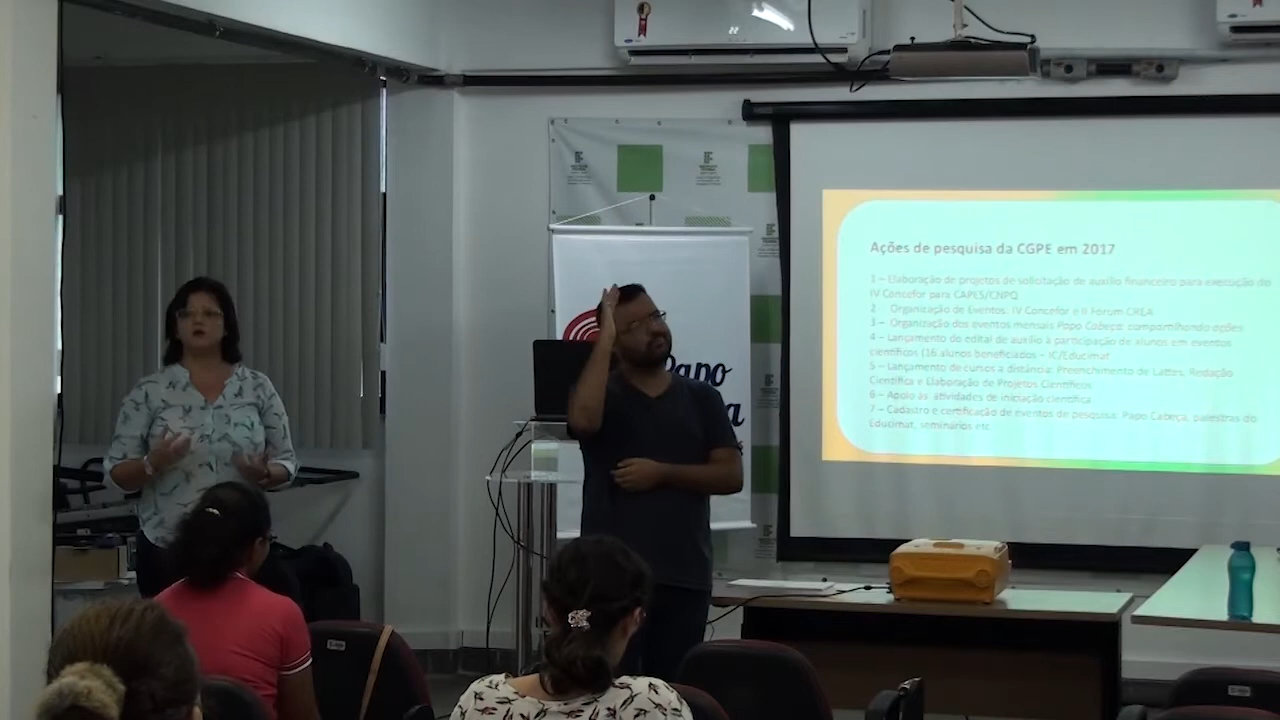 Ações de pesquisa da CGPE em 2017
1 – Elaboração de projetos de solicitação de auxílio financeiro para execução do
IV Concefor para CAPES/CNPQ
2 Organização de Eventos: IV Concefor e II Forum CREA
3 – Organização dos eventos mensais Papo Cabeça: compartilhando ações
4 – Lançamento do edital de auxílio à participação de alunos em eventos
científicos (16 alunos beneficiados – IC/Educimat
5 – Lançamento de cursos a distância: Preenchimento de Lattes, Redação
Científica e Elaboração de Projetos Científicos
6 – Apoio às atividades de iniciação científica
7 – Cadastro e certificação de eventos de pesquisa: Papo Cabeça, palestras do
Educimat, seminários etc
Papo